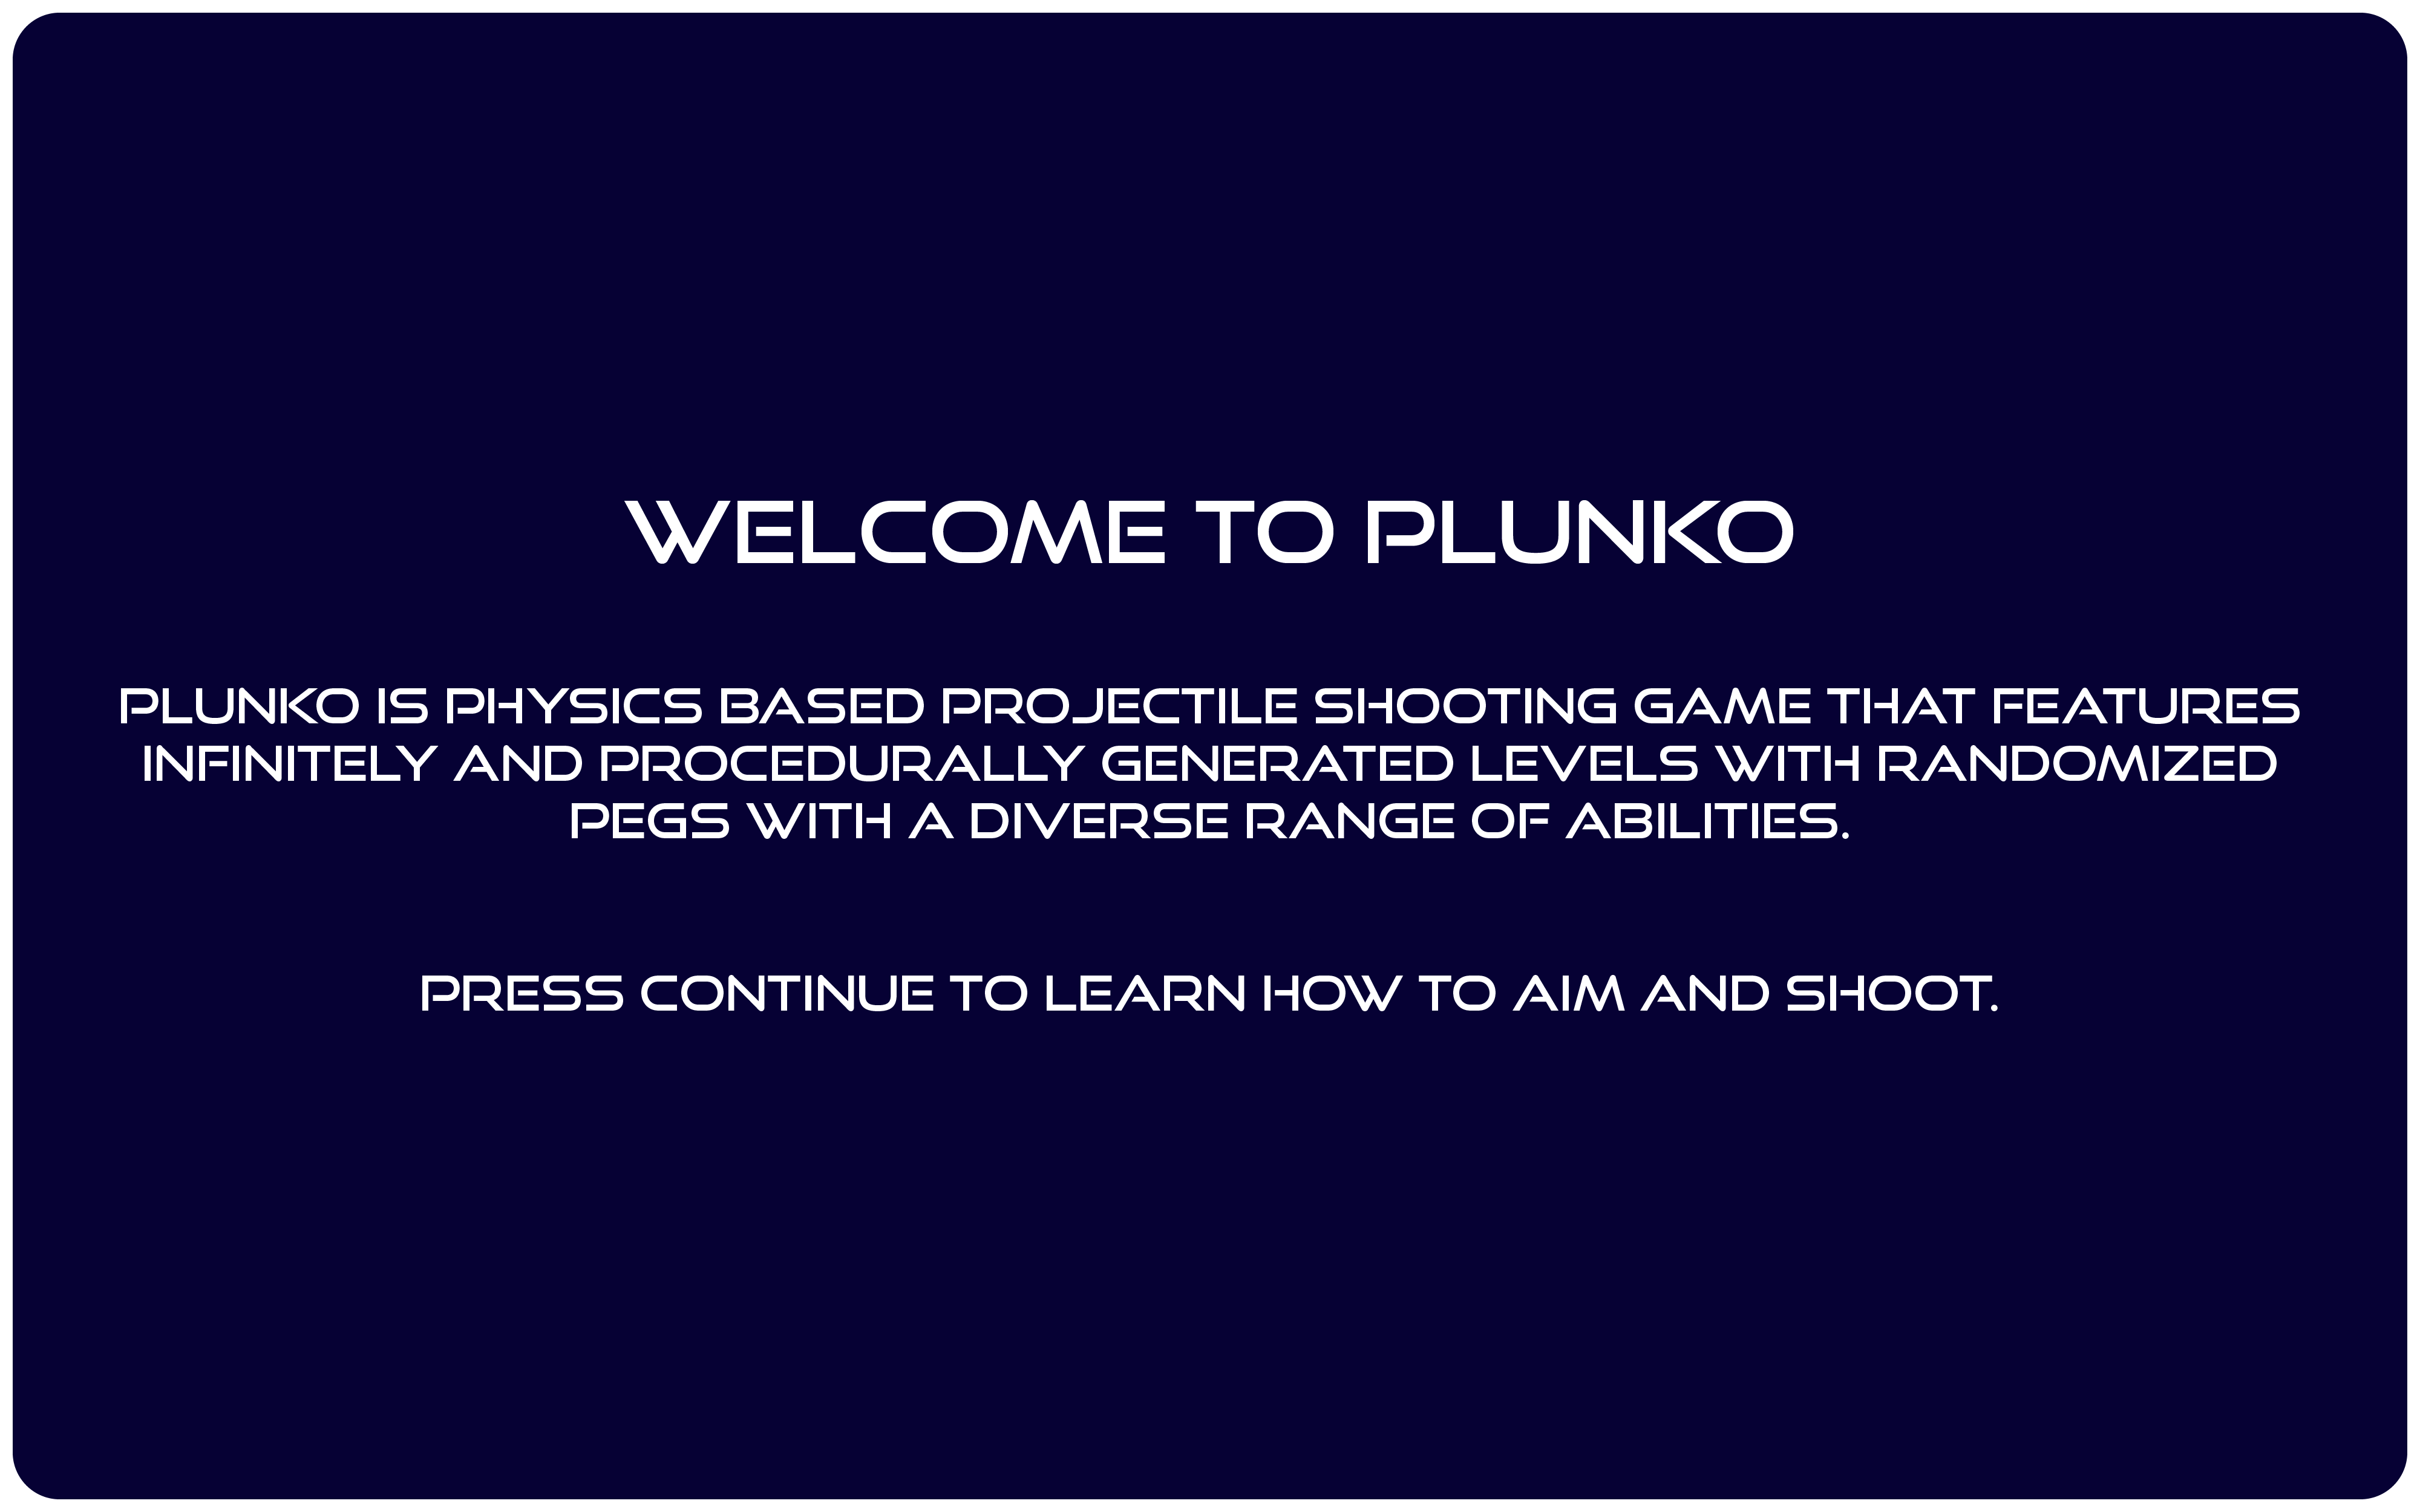 WELCOME TO PLUNKO
PLUNKO IS PHYSICS BASED PROJECTILE SHOOTING GAME THAT FEATURES
INFINITELY AND PROCEDURALLY GENERATED LEVELS WITH RANDOMIZED
PEGS WITH A DIVERSE RANGE OF ABILITIES.
PRESS CONTINUE TO LEARN HOW TO AIM AND SHOOT.